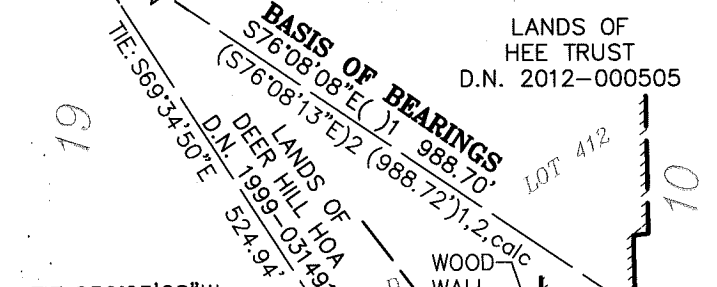 LANDS OF
HEE TRUST
D.N. 2012-000505
BASIS OF BEARINGS
S76°08'08"E( )1 988.70'
(S76°08'13"E)2 (988.72')1,2,calc
TIE: S69°34'50"E 524.94'
LANDS OF
DEER HILL HOA
D.N. 1999-03149
LOT 412
19
10
WOOD
WALL